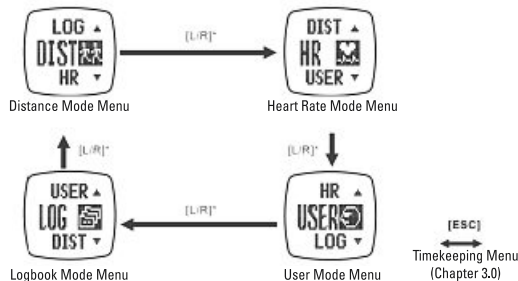 LOG ▲
DIST
HR ▼
Distance Mode Menu
[L/R]*
DIST ▲
HR
USER ▼
Heart Rate Mode Menu
[L/R]*
[L/R]*
USER ▲
LOG
DIST ▼
Logbook Mode Menu
[L/R]*
HR ▲
USER
LOG ▼
User Mode Menu
[ESC]
Timekeeping Menu
(Chapter 3.0)